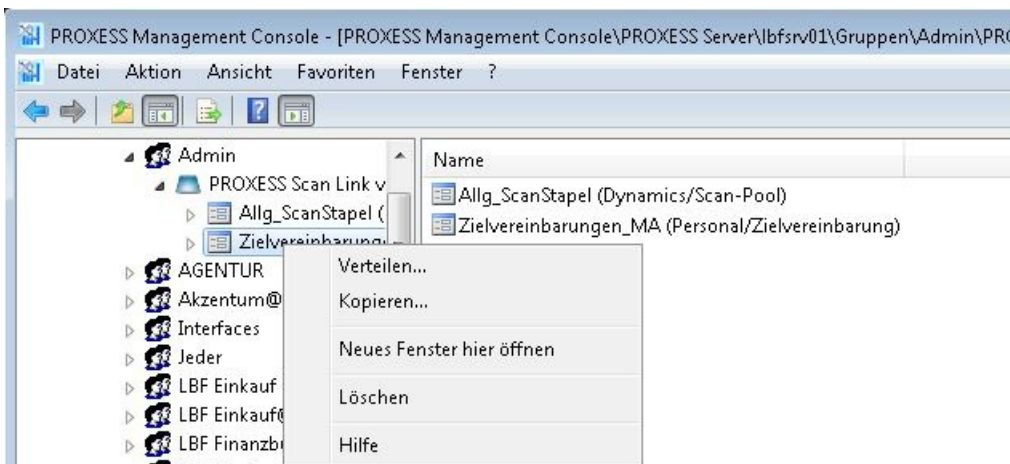 PROXESS Management Console - [PROXESS Management Console\PROXESS Server\lbfsrv01\Gruppen\Admin\PRO
Datei Aktion Ansicht Favoriten Fenster ?
Admin
PROXESS Scan Link v
Allg_ScanStapel (
Zielvereinbarung
AGENTUR
Akzentum@
Interfaces
Jeder
LBF Einkauf
LBF Einkauf@
LBF Finanzb
Name
Allg_ScanStapel (Dynamics/Scan-Pool)
Zielvereinbarungen_MA (Personal/Zielvereinbarung)
Verteilen...
Kopieren...
Neues Fenster hier öffnen
Löschen
Hilfe